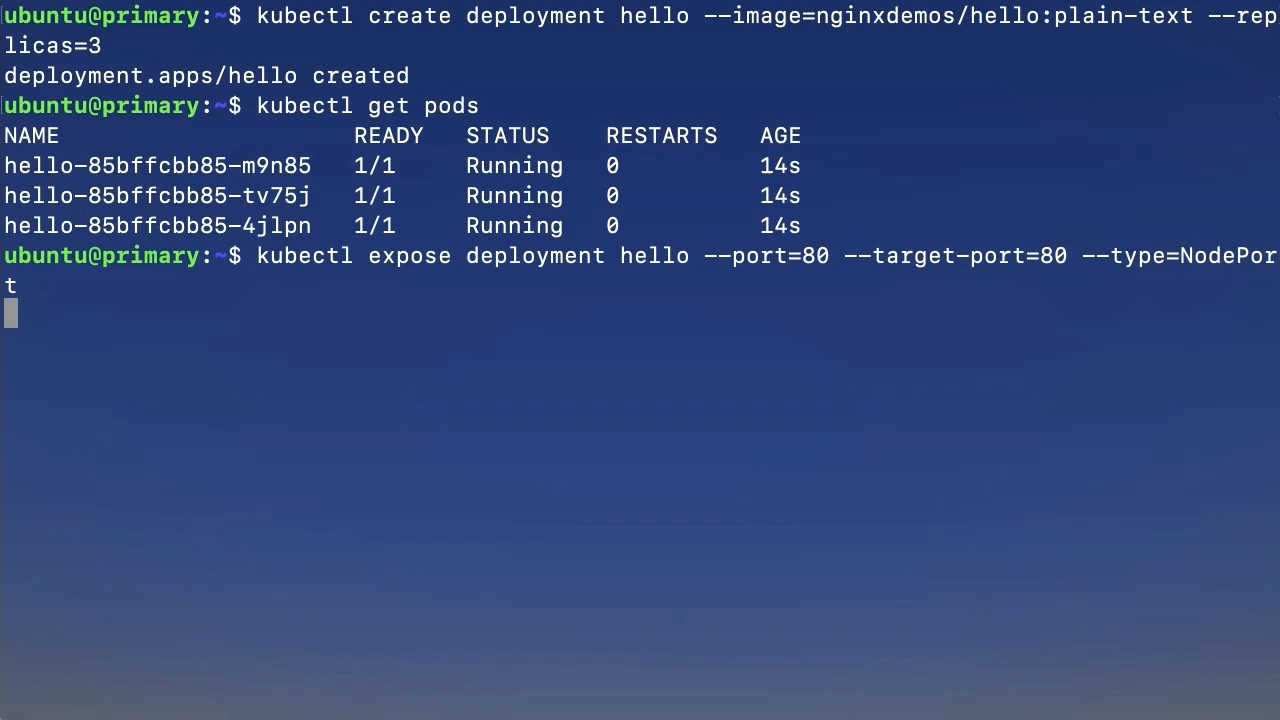 ubuntu@primary:~$ kubectl create deployment hello --image=nginxdemos/hello:plain-text --rep
licas=3
deployment.apps/hello created
ubuntu@primary:~$ kubectl get pods
NAME                     READY   STATUS    RESTARTS   AGE
hello-85bffcbb85-m9n85   1/1     Running   0          14s
hello-85bffcbb85-tv75j   1/1     Running   0          14s
hello-85bffcbb85-4jlpn   1/1     Running   0          14s
ubuntu@primary:~$ kubectl expose deployment hello --port=80 --target-port=80 --type=NodePor
t